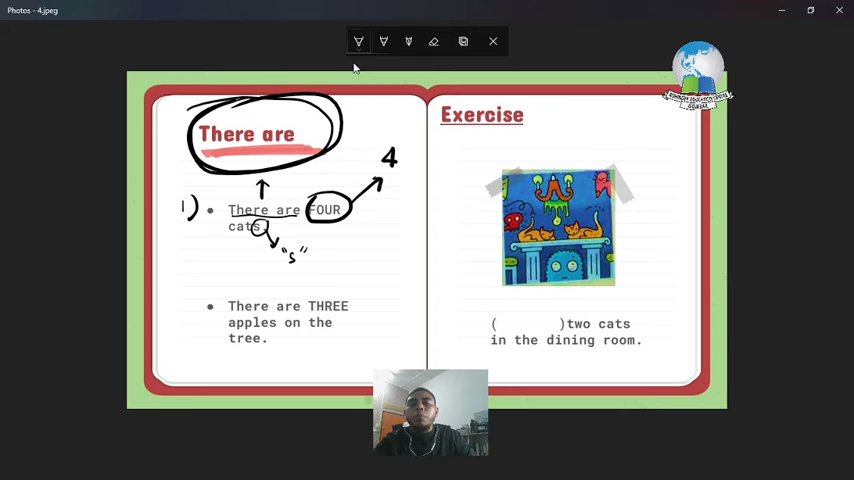 Photos - 4.jpeg
There are
Exercise
4
1)
There are FOUR
cats.
"s"
There are THREE
apples on the
tree.
( )two cats
in the dining room.